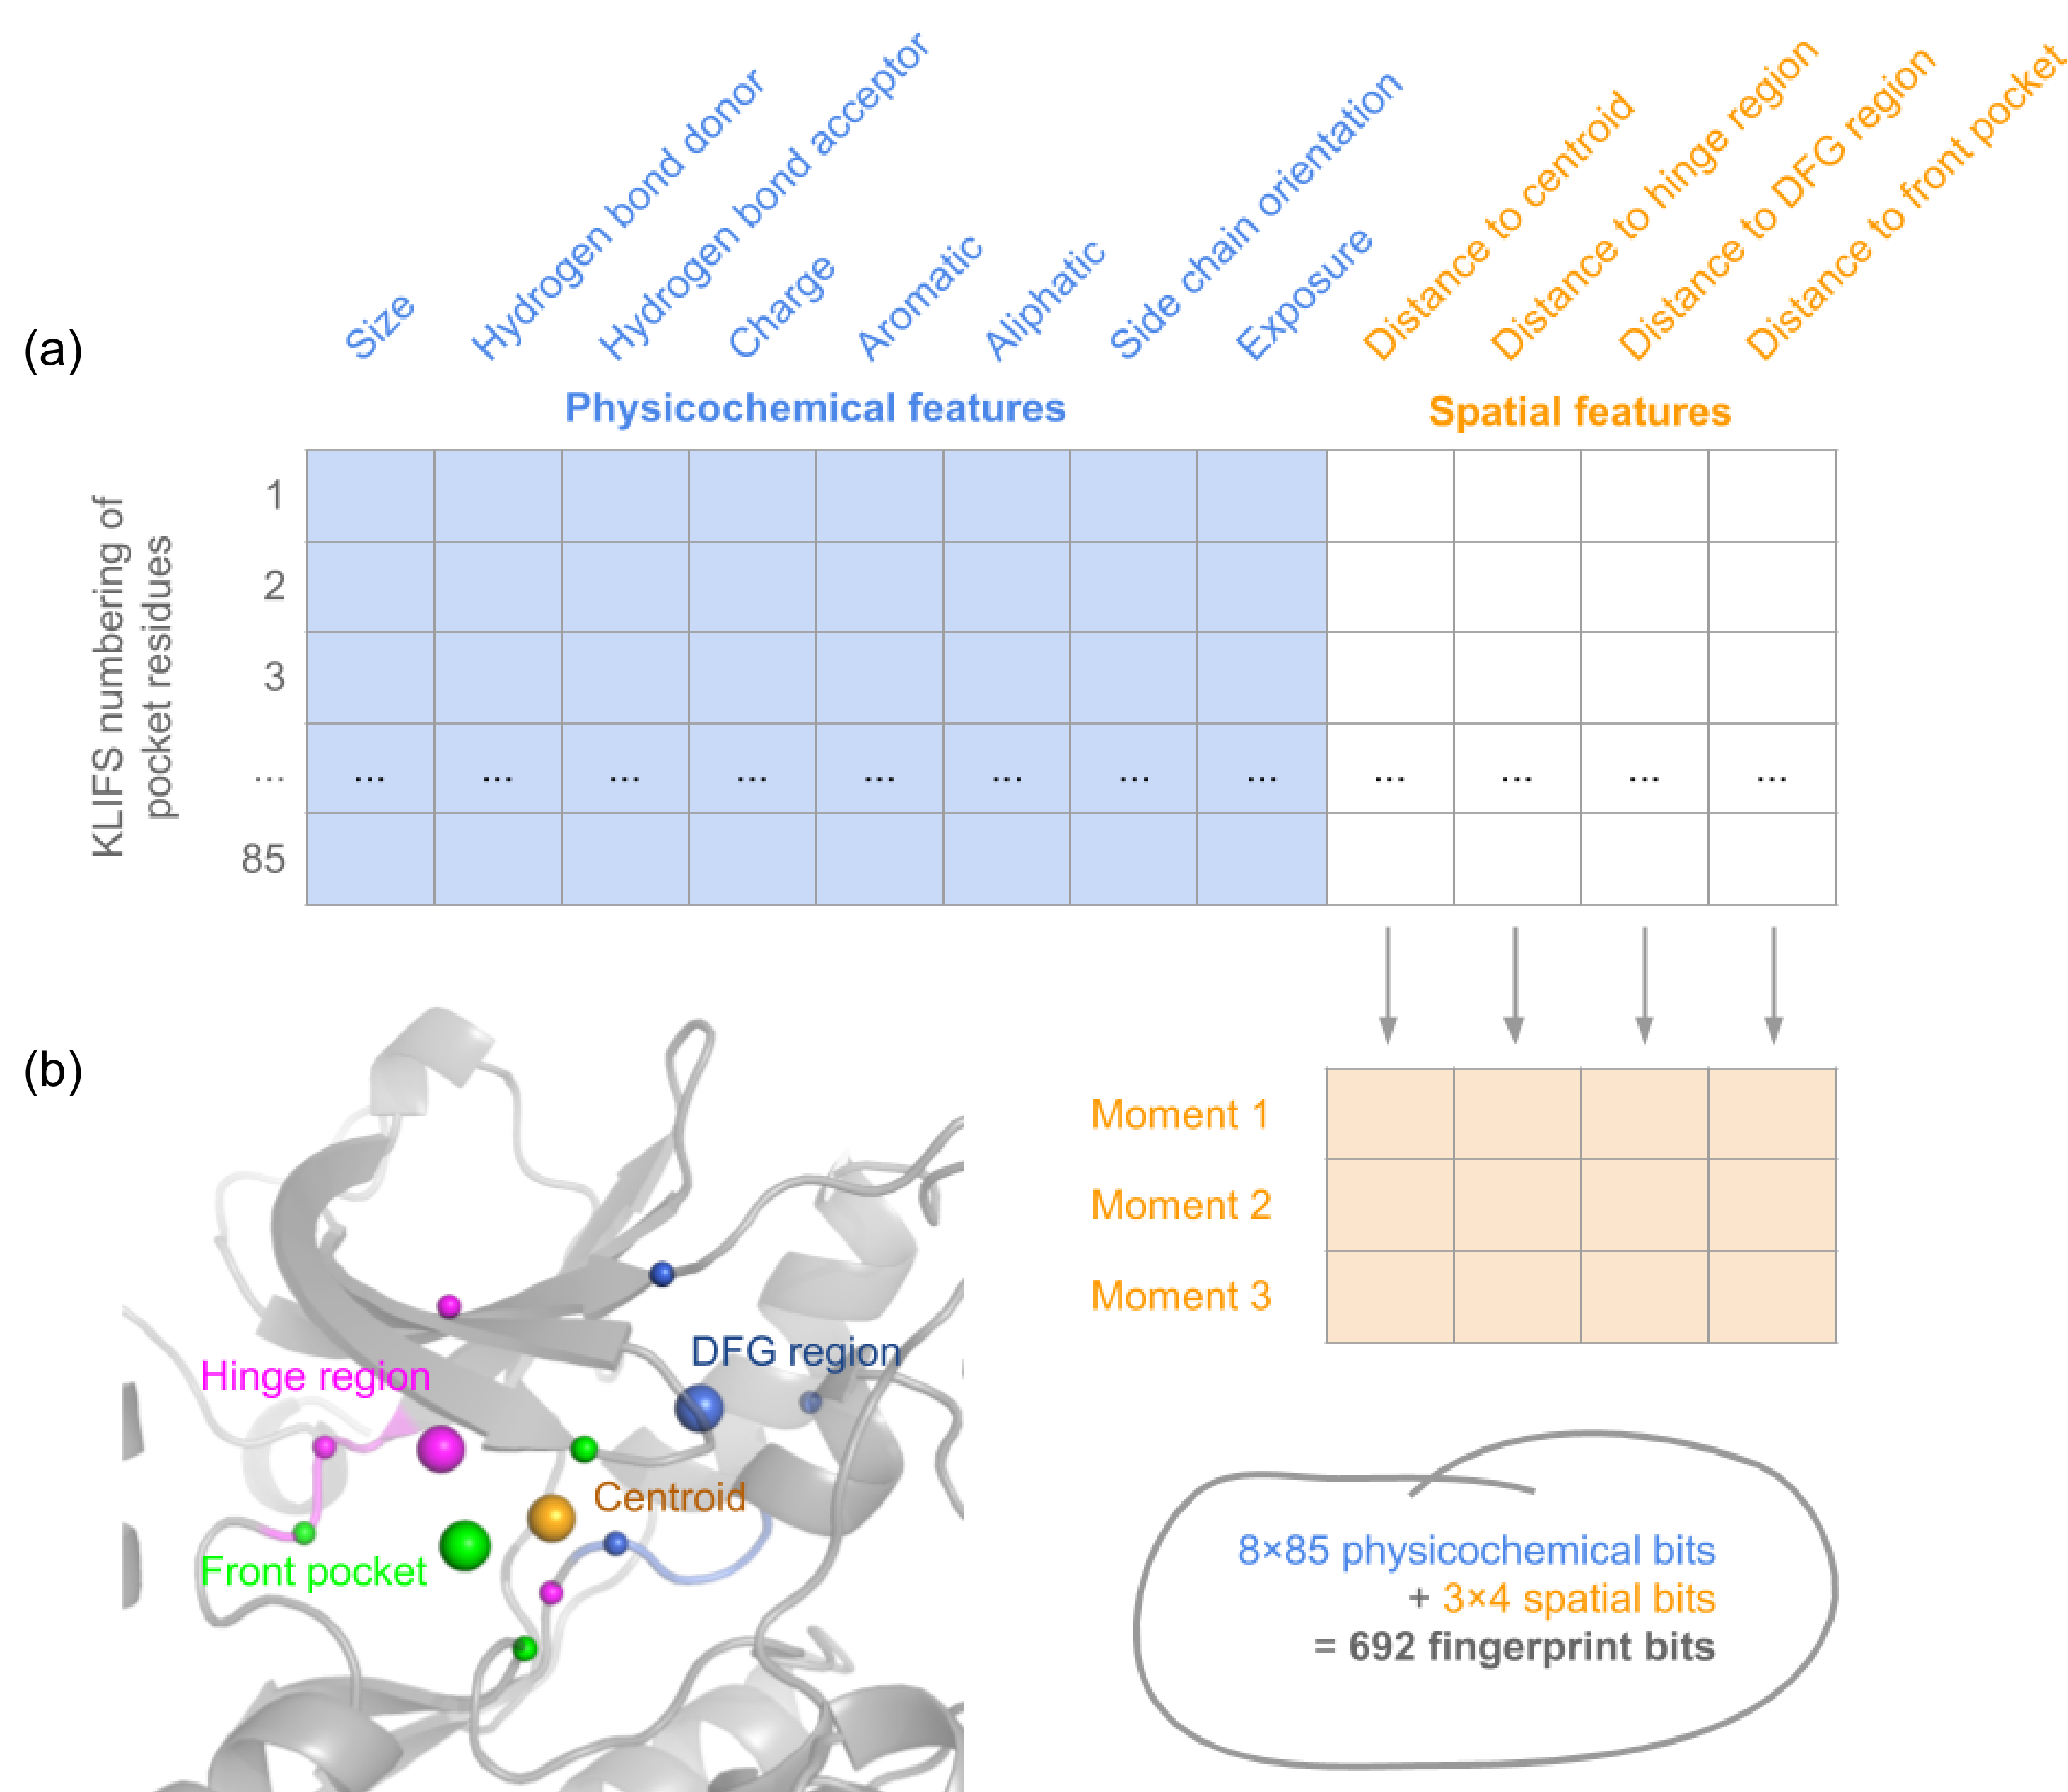 Size
Hydrogen bond donor
Hydrogen bond acceptor
Charge
Aromatic
Aliphatic
Side chain orientation
Exposure
Distance to centroid
Distance to hinge region
Distance to DFG region
Distance to front pocket
(a)
Physicochemical features
Spatial features
KLIFS numbering of
pocket residues
1
2
3
... ... ... ... ... ... ... ... ... ... ... ... ...
85
(b)
Moment 1
Moment 2
Moment 3
DFG region
Hinge region
Centroid
Front pocket
8×85 physicochemical bits
+ 3×4 spatial bits
= 692 fingerprint bits